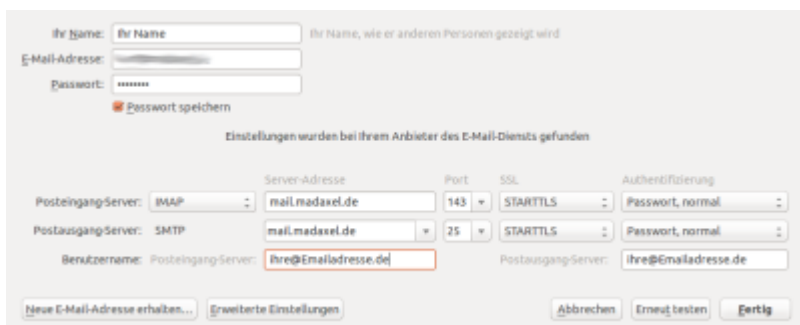 Ihr Name: Ihr Name Ihr Name, wie er anderen Personen gezeigt wird
E-Mail-Adresse:
Passwort: ••••••••
Passwort speichern
Einstellungen wurden bei Ihrem Anbieter des E-Mail-Diensts gefunden
Server-Adresse Port SSL Authentifizierung
Posteingang-Server: IMAP mail.madaxel.de 143 STARTTLS Passwort, normal
Postausgang-Server: SMTP mail.madaxel.de 25 STARTTLS Passwort, normal
Benutzername: Posteingang-Server: Ihre@Emailadresse.de Postausgang-Server: Ihre@Emailadresse.de
Neue E-Mail-Adresse erhalten... Erweiterte Einstellungen Abbrechen Erneut testen Fertig